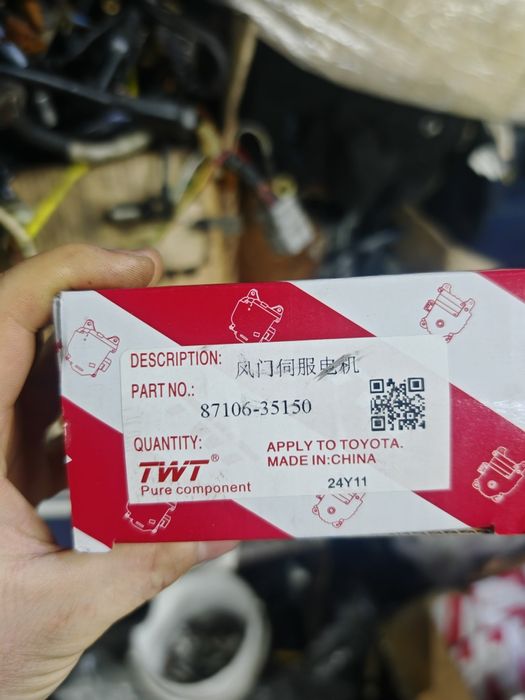 DESCRIPTION: 风门伺服电机
PART NO.:
87106-35150
QUANTITY:
APPLY TO TOYOTA.
MADE IN:CHINA
TWT®
Pure component
24Y11